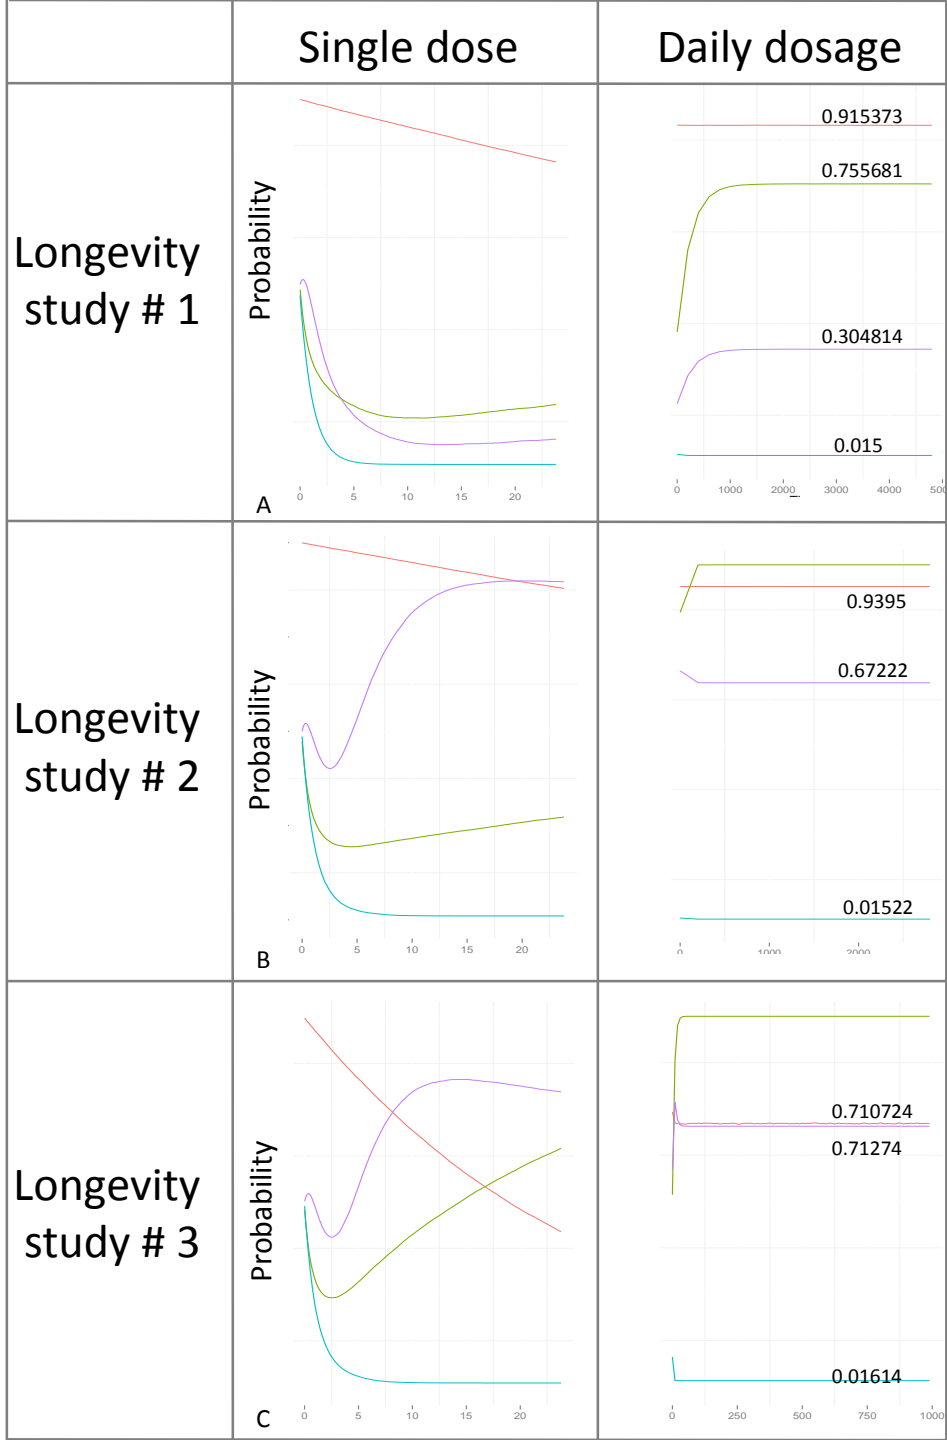 Single dose
Daily dosage
Longevity
study # 1
Probability
0 5 10 15 20
A
0.915373
0.755681
0.304814
0.015
0 1000 2000 3000 4000
Longevity
study # 2
Probability
0 5 10 15 20
B
0.9395
0.67222
0.01522
0 1000 2000
Longevity
study # 3
Probability
0 5 10 15 20
C
0.710724
0.71274
0.01614
0 250 500 750 1000